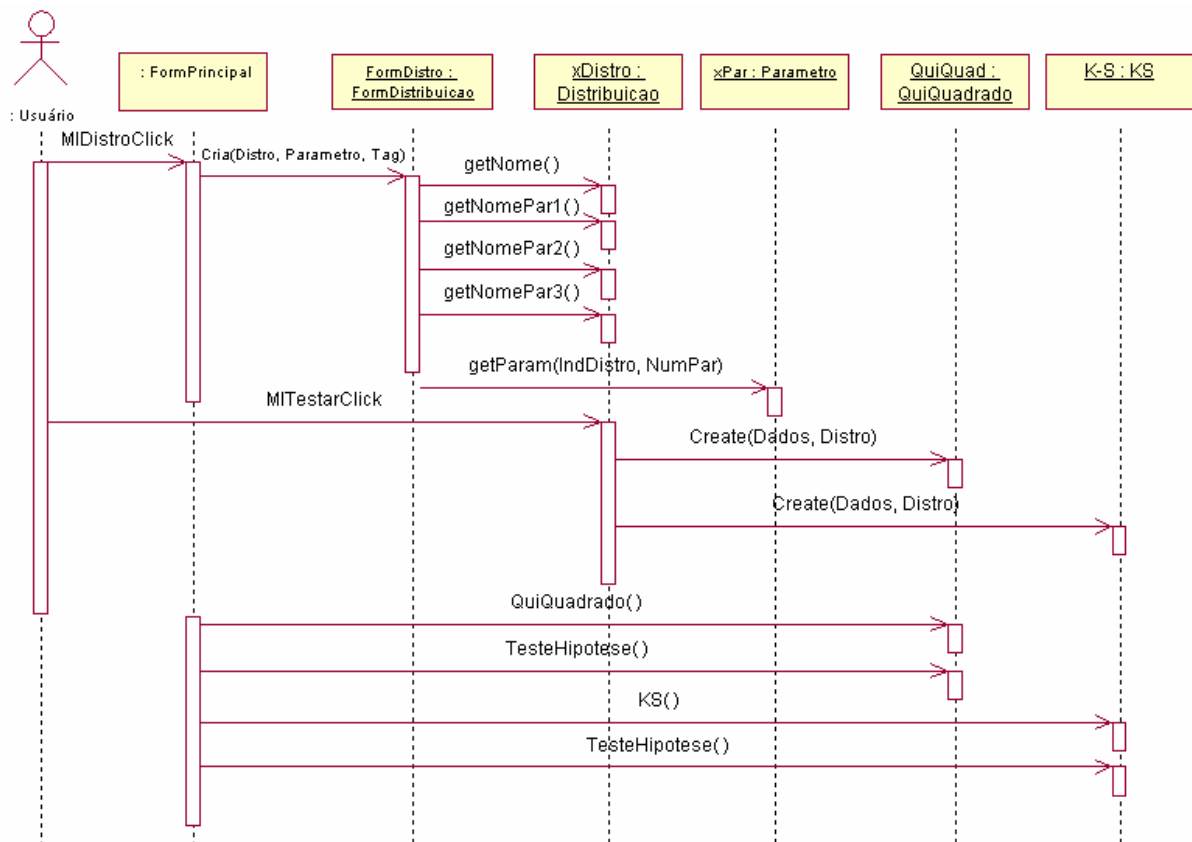 : FormPrincipal
FormDistro :
FormDistribuicao
xDistro :
Distribuicao
xPar : Parametro
QuiQuad :
QuiQuadrado
K-S : KS
: Usuário
MIDistroClick
Cria(Distro, Parametro, Tag)
getNome()
getNomePar1()
getNomePar2()
getNomePar3()
getParam(IndDistro, NumPar)
MITestarClick
Create(Dados, Distro)
Create(Dados, Distro)
QuiQuadrado()
TesteHipotese()
KS()
TesteHipotese()